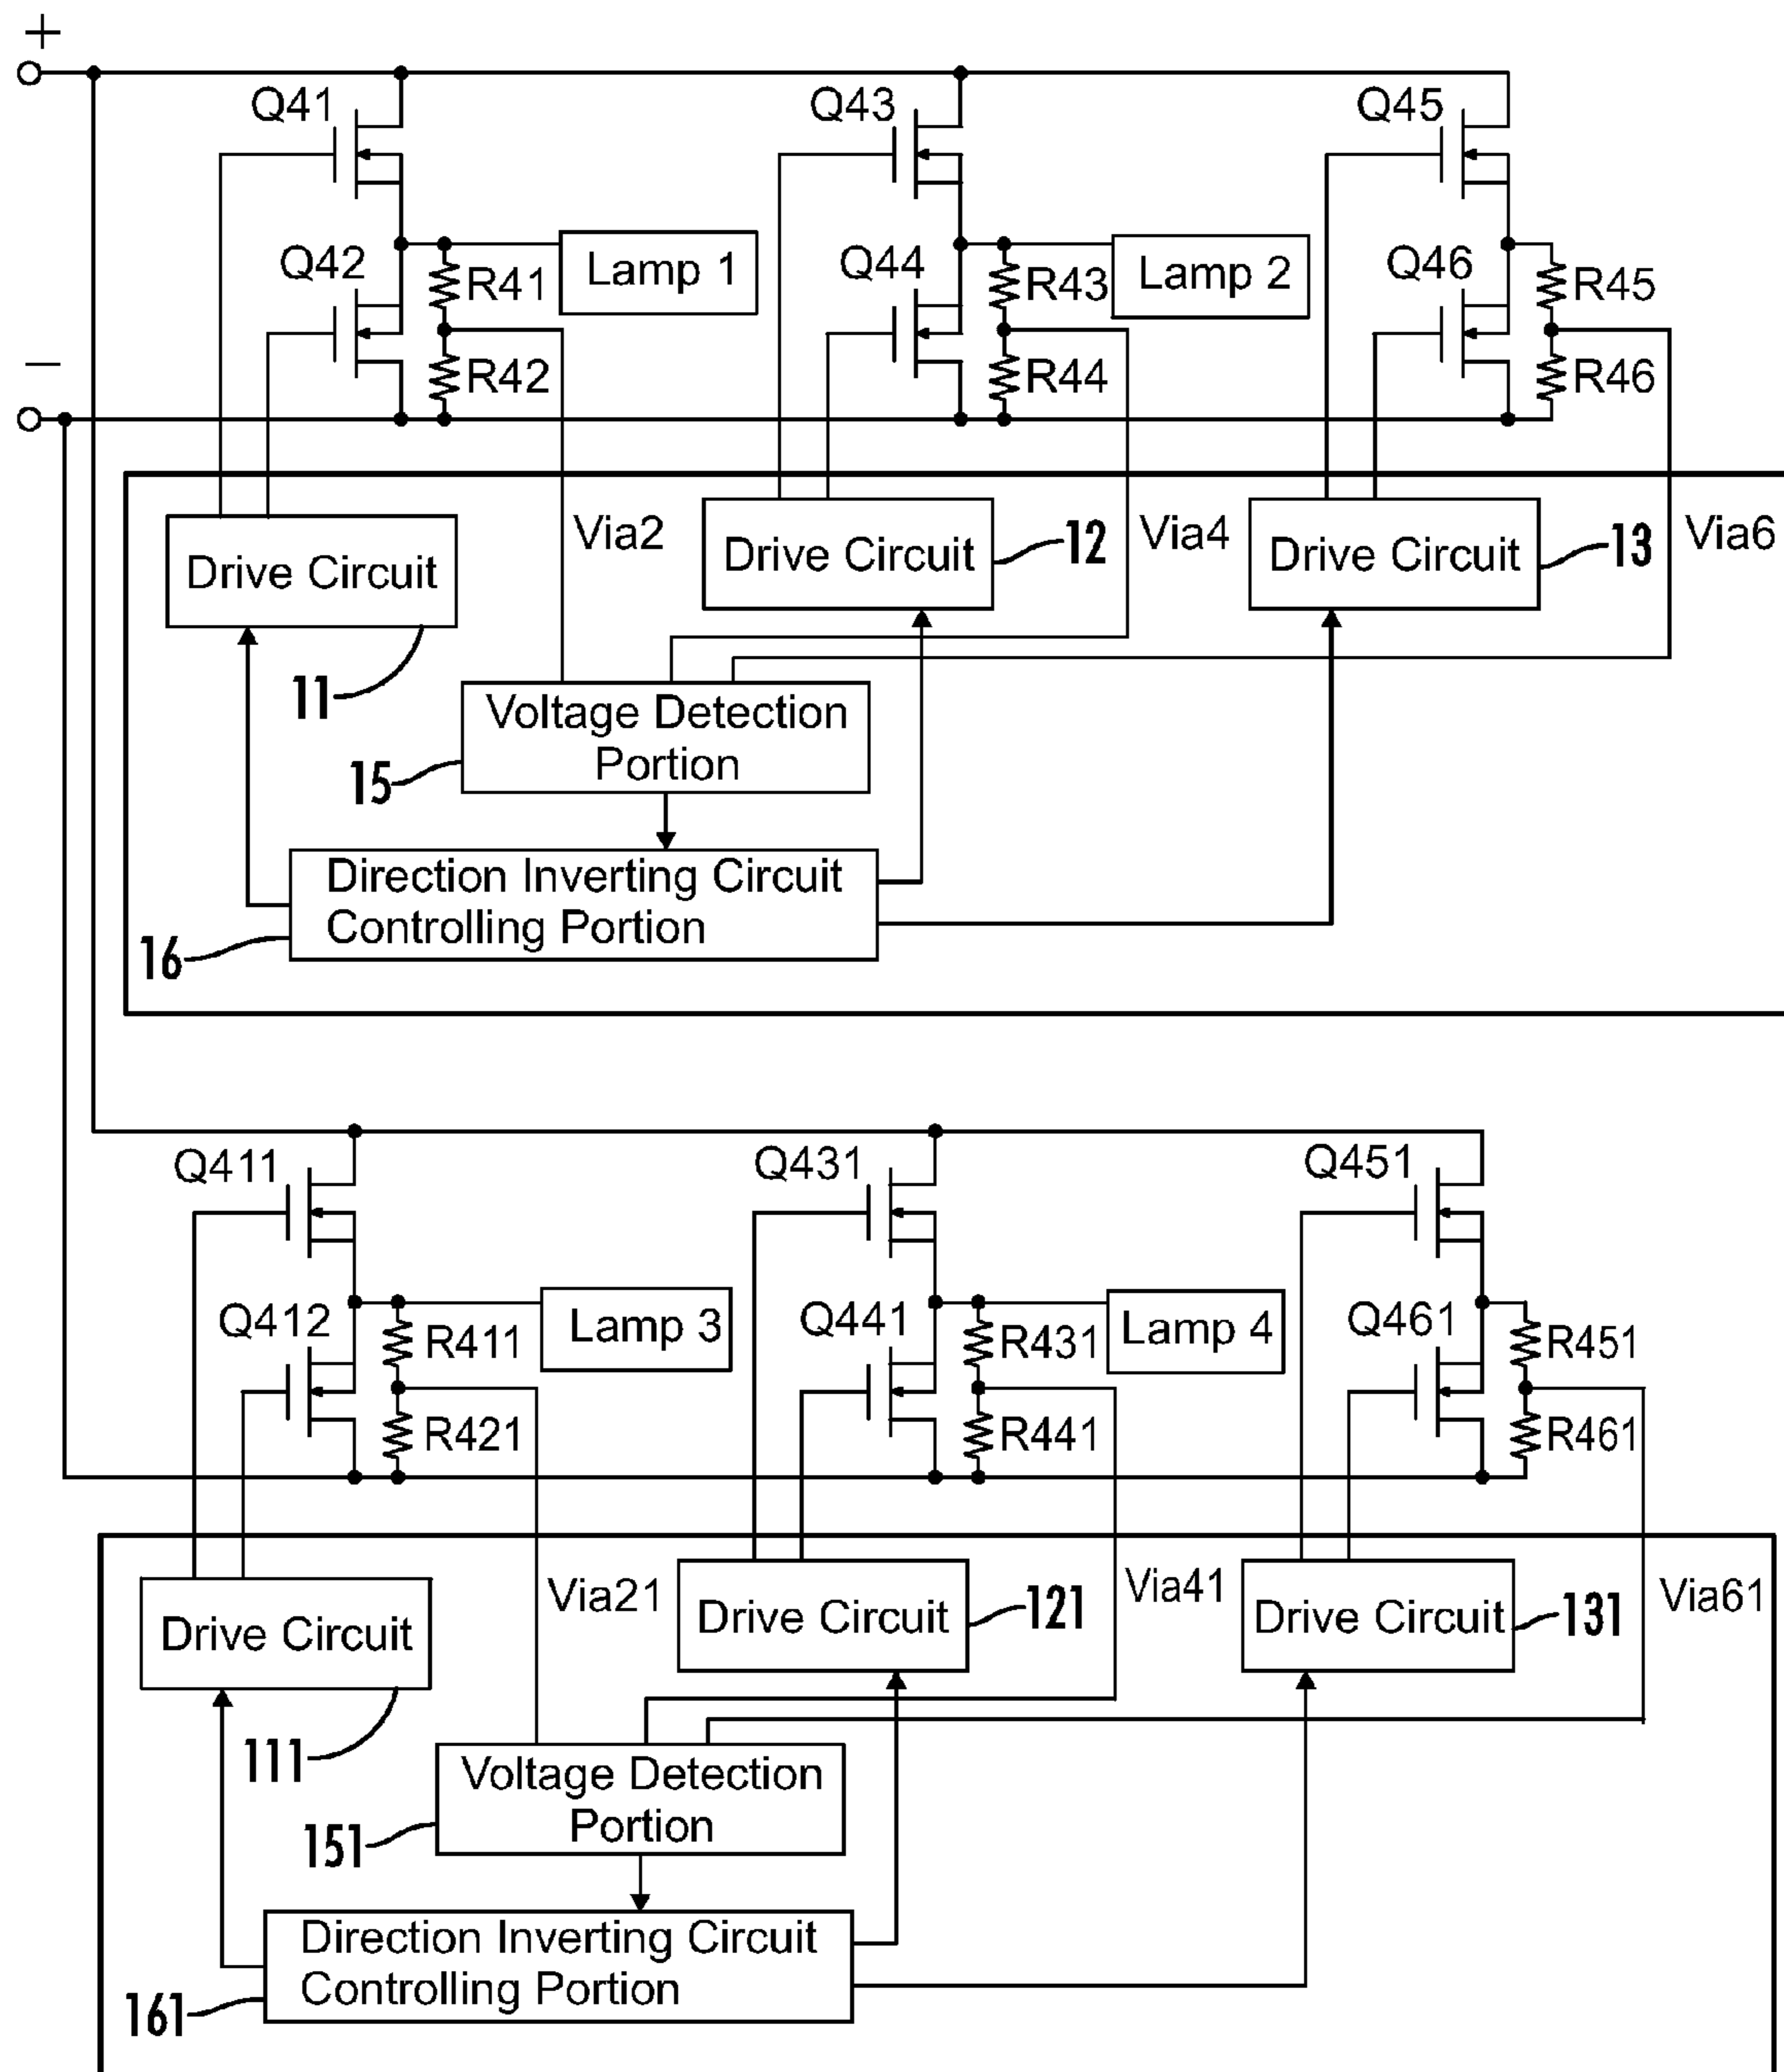 +
Q41
Q43
Q45
Q42
R41
Lamp 1
Q44
R43
Lamp 2
Q46
R45
−
R42
R44
R46
Drive Circuit
Via2
Drive Circuit
12
Via4
Drive Circuit
13
Via6
11
Voltage Detection
Portion
15
Direction Inverting Circuit
Controlling Portion
16
Q411
Q431
Q451
Q412
R411
Lamp 3
Q441
R431
Lamp 4
Q461
R451
R421
R441
R461
Drive Circuit
Via21
Drive Circuit
121
Via41
Drive Circuit
131
Via61
111
Voltage Detection
Portion
151
Direction Inverting Circuit
Controlling Portion
161